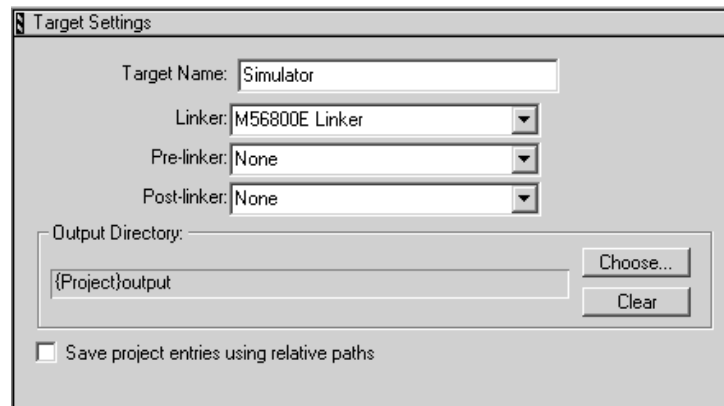 Target Settings
Target Name: Simulator
Linker: M56800E Linker
Pre-linker: None
Post-linker: None
Output Directory:
Choose...
{Project}output
Clear
Save project entries using relative paths